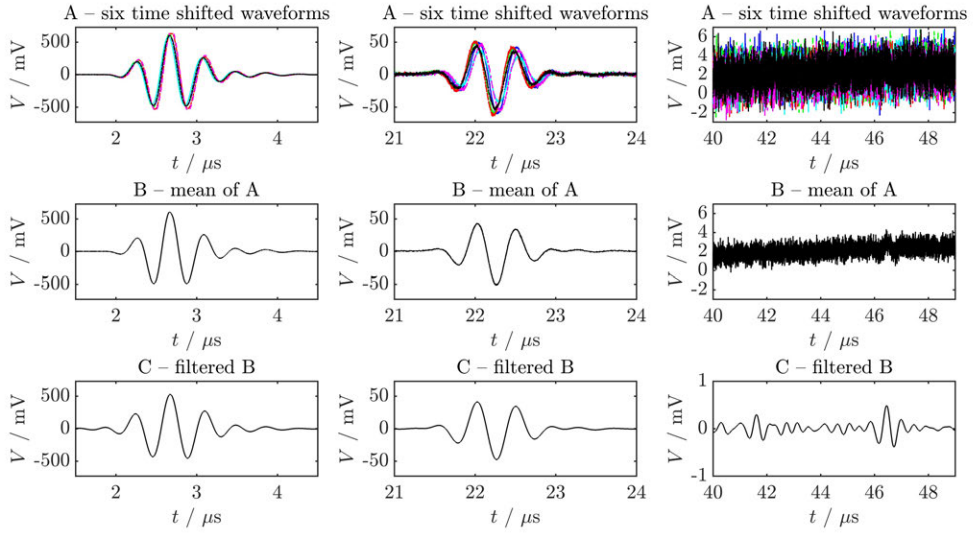 A – six time shifted waveforms
A – six time shifted waveforms
A – six time shifted waveforms
V / mV
500
0
-500
2
3
4
t / μs
V / mV
50
0
-50
21
22
23
24
t / μs
V / mV
6
4
2
0
-2
40
42
44
46
48
t / μs
B – mean of A
B – mean of A
B – mean of A
V / mV
500
0
-500
2
3
4
t / μs
V / mV
50
0
-50
21
22
23
24
t / μs
V / mV
6
4
2
0
-2
40
42
44
46
48
t / μs
C – filtered B
C – filtered B
C – filtered B
V / mV
500
0
-500
2
3
4
t / μs
V / mV
50
0
50
21
22
23
24
t / μs
V / mV
1
0
1
40
42
44
46
48
t / μs